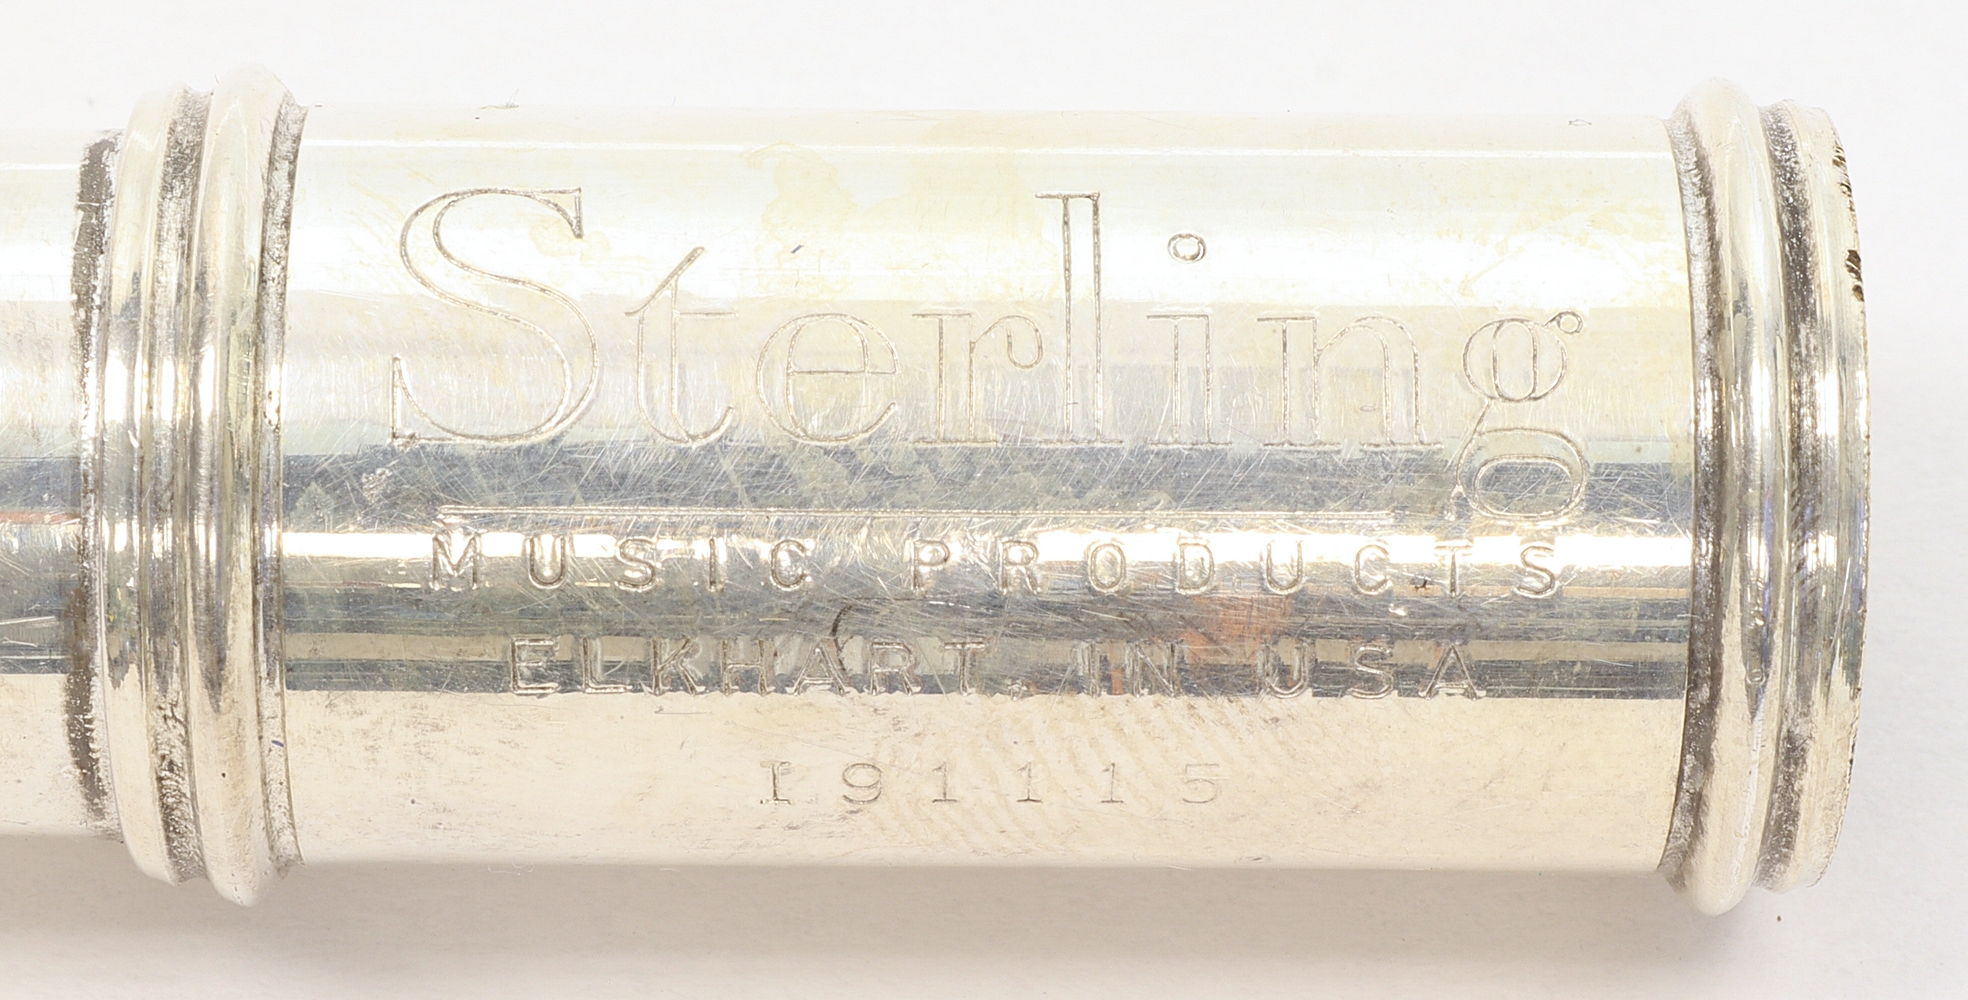 Sterling
MUSIC PRODUCTS
ELKHART, IN USA
191115